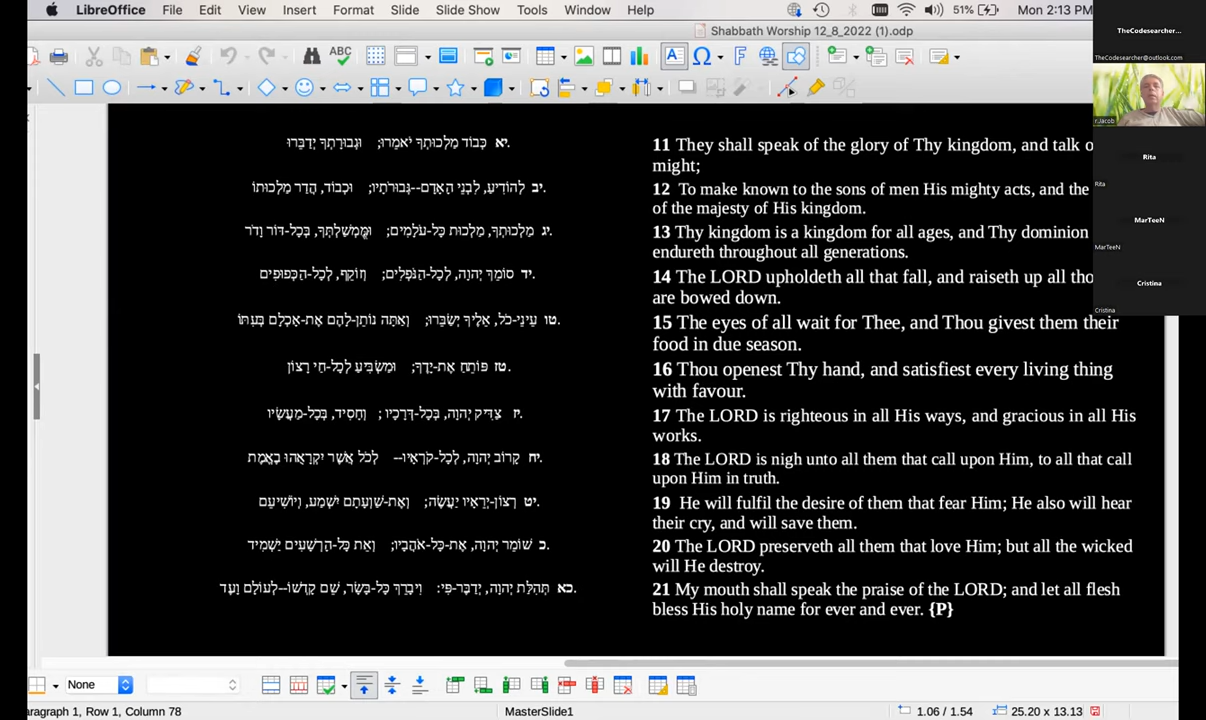 LibreOffice File Edit View Insert Format Slide Slide Show Tools Window Help 51% Mon 2:13 PM
Shabbath Worship 12_8_2022 (1).odp
TheCodesearcher...
TheCodesearcher@outlook.com
r.Jacob
Rita
Rita
MarTeeN
MarTeeN
Cristina
Cristina
.יא כְּבוֹד מַלְכוּתְךָ יֹאמֵרוּ; וּגְבוּרָתְךָ יְדַבֵּרוּ
.יב לְהוֹדִיעַ, לִבְנֵי הָאָדָם--גְּבוּרֹתָיו; וּכְבוֹד, הֲדַר מַלְכוּתוֹ
.יג מַלְכוּתְךָ, מַלְכוּת כָּל-עֹלָמִים; וּמֶמְשַׁלְתְּךָ, בְּכָל-דּוֹר וָדֹר
.יד סוֹמֵךְ יְהוָה, לְכָל-הַנֹּפְלִים; וְזוֹקֵף, לְכָל-הַכְּפוּפִים
.טו עֵינֵי-כֹל, אֵלֶיךָ יְשַׂבֵּרוּ; וְאַתָּה נוֹתֵן-לָהֶם אֶת-אָכְלָם בְּעִתּוֹ
.טז פּוֹתֵחַ אֶת-יָדֶךָ; וּמַשְׂבִּיעַ לְכָל-חַי רָצוֹן
.יז צַדִּיק יְהוָה, בְּכָל-דְּרָכָיו; וְחָסִיד, בְּכָל-מַעֲשָׂיו
.יח קָרוֹב יְהוָה, לְכָל-קֹרְאָיו-- לְכֹל אֲשֶׁר יִקְרָאֻהוּ בֶאֱמֶת
.יט רְצוֹן-יְרֵאָיו יַעֲשֶׂה; וְאֶת-שַׁוְעָתָם יִשְׁמַע, וְיוֹשִׁיעֵם
.כ שׁוֹמֵר יְהוָה, אֶת-כָּל-אֹהֲבָיו; וְאֵת כָּל-הָרְשָׁעִים יַשְׁמִיד
.כא תְּהִלַּת יְהוָה, יְדַבֶּר-פִּי: וִיבָרֵךְ כָּל-בָּשָׂר, שֵׁם קָדְשׁוֹ--לְעוֹלָם וָעֶד
11 They shall speak of the glory of Thy kingdom, and talk o
might;
12 To make known to the sons of men His mighty acts, and the
of the majesty of His kingdom.
13 Thy kingdom is a kingdom for all ages, and Thy dominion
endureth throughout all generations.
14 The LORD upholdeth all that fall, and raiseth up all tho
are bowed down.
15 The eyes of all wait for Thee, and Thou givest them their
food in due season.
16 Thou openest Thy hand, and satisfiest every living thing
with favour.
17 The LORD is righteous in all His ways, and gracious in all His
works.
18 The LORD is nigh unto all them that call upon Him, to all that call
upon Him in truth.
19 He will fulfil the desire of them that fear Him; He also will hear
their cry, and will save them.
20 The LORD preserveth all them that love Him; but all the wicked
will He destroy.
21 My mouth shall speak the praise of the LORD; and let all flesh
bless His holy name for ever and ever. {P}
None
aragraph 1, Row 1, Column 78 MasterSlide1 1.06 / 1.54 25.20 x 13.13